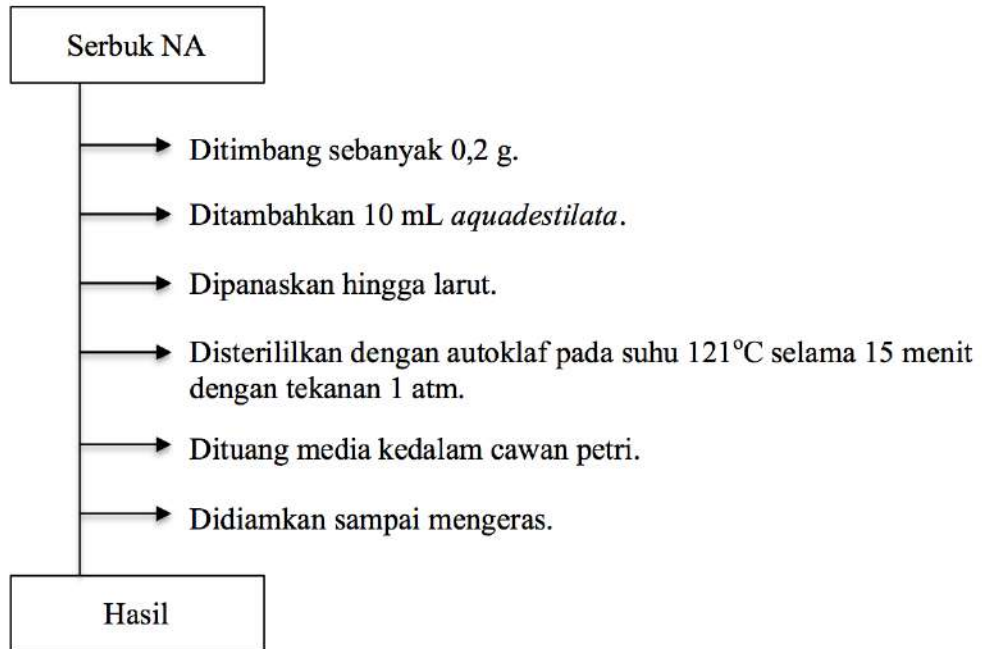 Serbuk NA
Ditimbang sebanyak 0,2 g.
Ditambahkan 10 mL aquadestilata.
Dipanaskan hingga larut.
Disterililkan dengan autoklaf pada suhu 121°C selama 15 menit
dengan tekanan 1 atm.
Dituang media kedalam cawan petri.
Didiamkan sampai mengeras.
Hasil